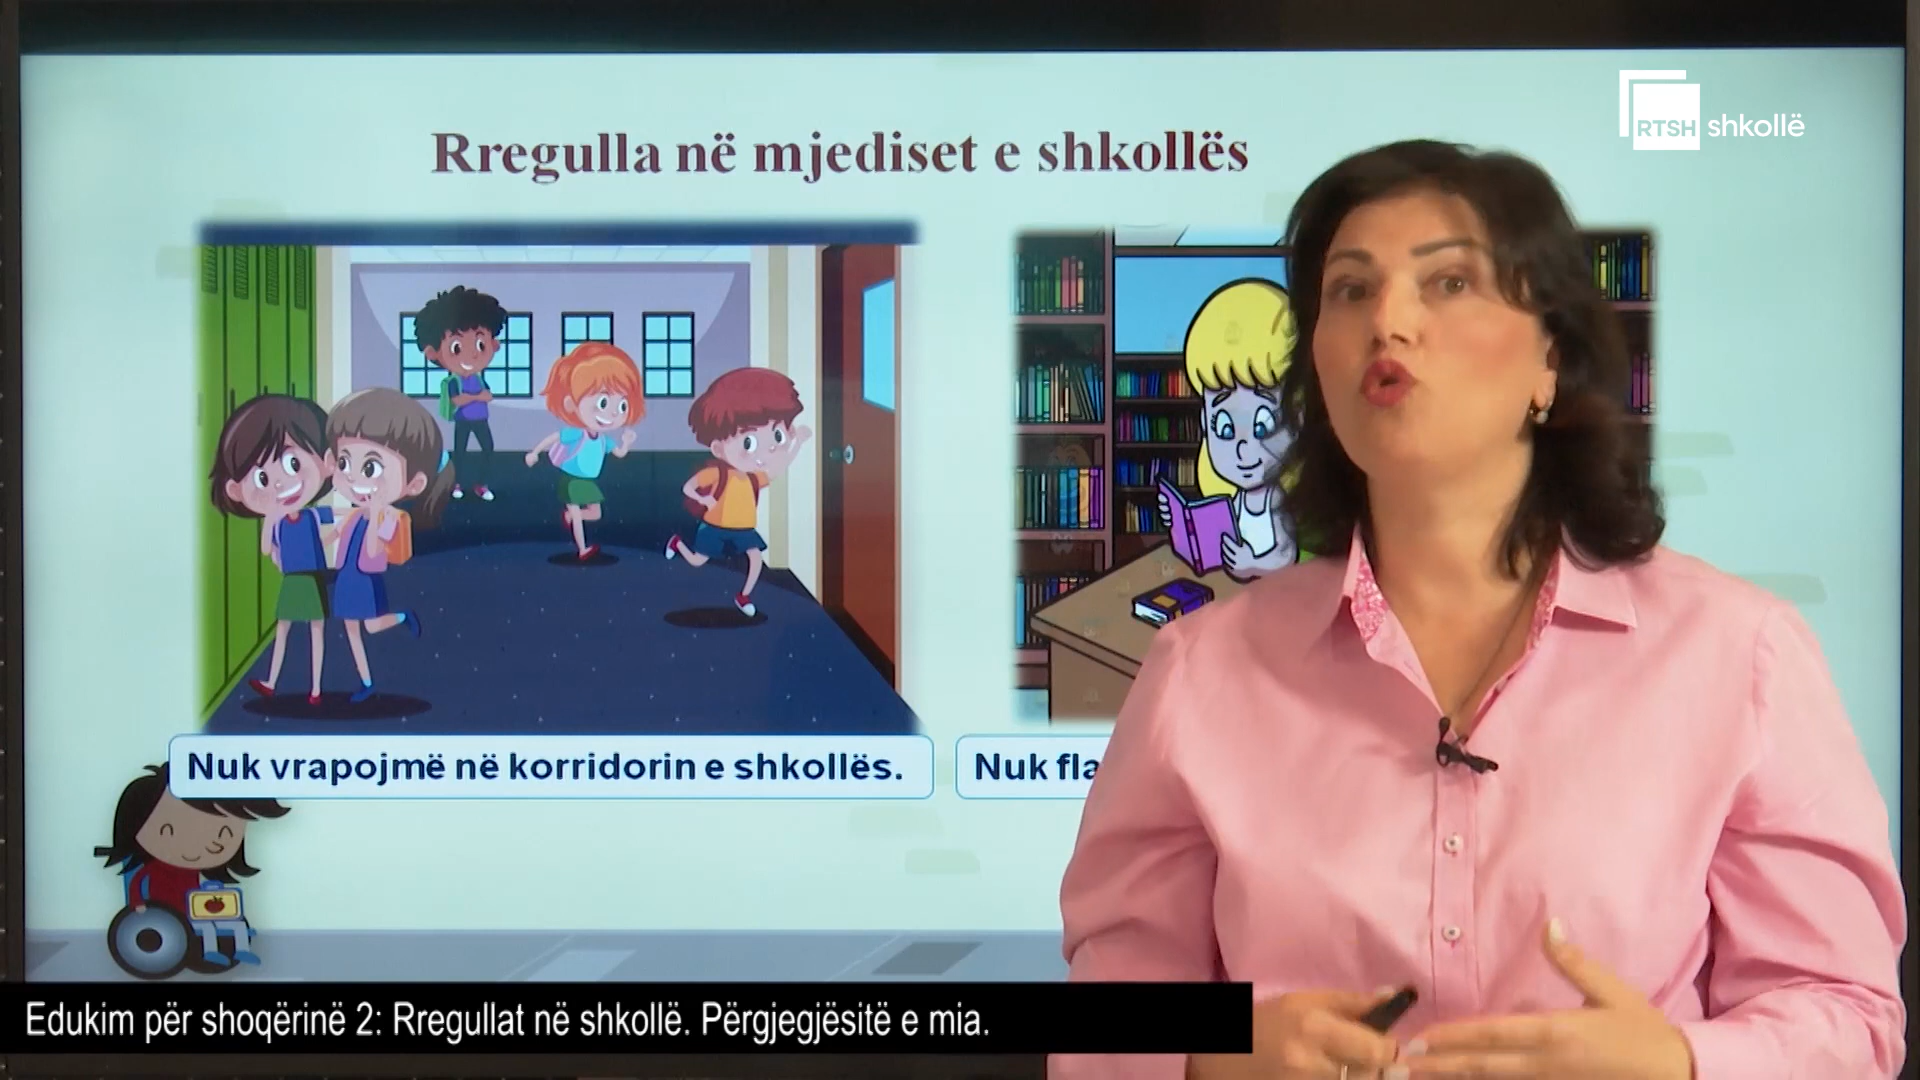 RTSH shkollë
Rregulla në mjediset e shkollës
Nuk vrapojmë në korridorin e shkollës.
Nuk
Edukim për shoqërinë 2: Rregullat në shkollë. Përgjegjësitë e mia.